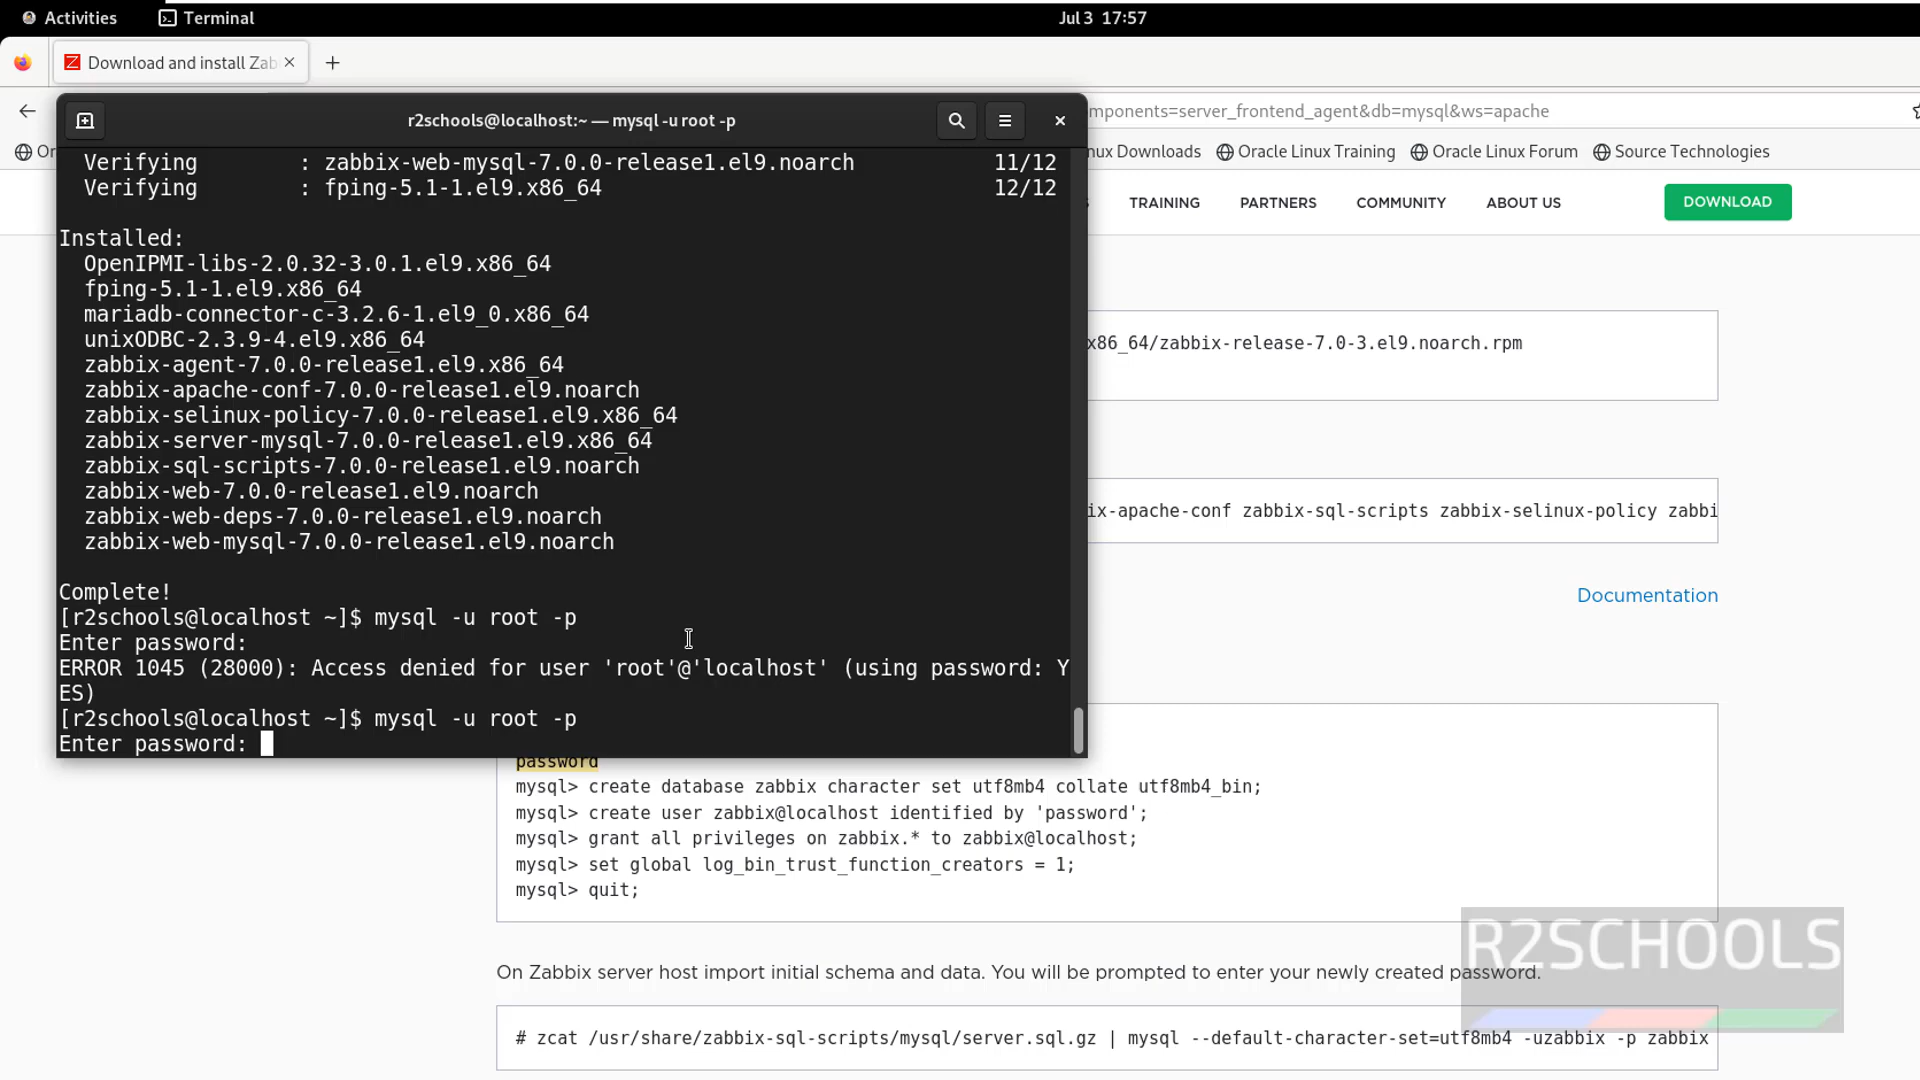 Activities
Terminal
Jul 3 17:57
Download and install Zab
r2schools@localhost:~ — mysql -u root -p
mponents=server_frontend_agent&db=mysql&ws=apache
Or
nux Downloads
Oracle Linux Training
Oracle Linux Forum
Source Technologies
TRAINING
PARTNERS
COMMUNITY
ABOUT US
DOWNLOAD
Verifying : zabbix-web-mysql-7.0.0-release1.el9.noarch 11/12
Verifying : fping-5.1-1.el9.x86_64 12/12
Installed:
OpenIPMI-libs-2.0.32-3.0.1.el9.x86_64
fping-5.1-1.el9.x86_64
mariadb-connector-c-3.2.6-1.el9_0.x86_64
unixODBC-2.3.9-4.el9.x86_64
zabbix-agent-7.0.0-release1.el9.x86_64
zabbix-apache-conf-7.0.0-release1.el9.noarch
zabbix-selinux-policy-7.0.0-release1.el9.x86_64
zabbix-server-mysql-7.0.0-release1.el9.x86_64
zabbix-sql-scripts-7.0.0-release1.el9.noarch
zabbix-web-7.0.0-release1.el9.noarch
zabbix-web-deps-7.0.0-release1.el9.noarch
zabbix-web-mysql-7.0.0-release1.el9.noarch
Complete!
[r2schools@localhost ~]$ mysql -u root -p
Enter password:
ERROR 1045 (28000): Access denied for user 'root'@'localhost' (using password: Y
ES)
[r2schools@localhost ~]$ mysql -u root -p
Enter password:
x86_64/zabbix-release-7.0-3.el9.noarch.rpm
ix-apache-conf zabbix-sql-scripts zabbix-selinux-policy zabbi
Documentation
password
mysql> create database zabbix character set utf8mb4 collate utf8mb4_bin;
mysql> create user zabbix@localhost identified by 'password';
mysql> grant all privileges on zabbix.* to zabbix@localhost;
mysql> set global log_bin_trust_function_creators = 1;
mysql> quit;
R2SCHOOLS
On Zabbix server host import initial schema and data. You will be prompted to enter your newly created password.
# zcat /usr/share/zabbix-sql-scripts/mysql/server.sql.gz | mysql --default-character-set=utf8mb4 -uzabbix -p zabbix